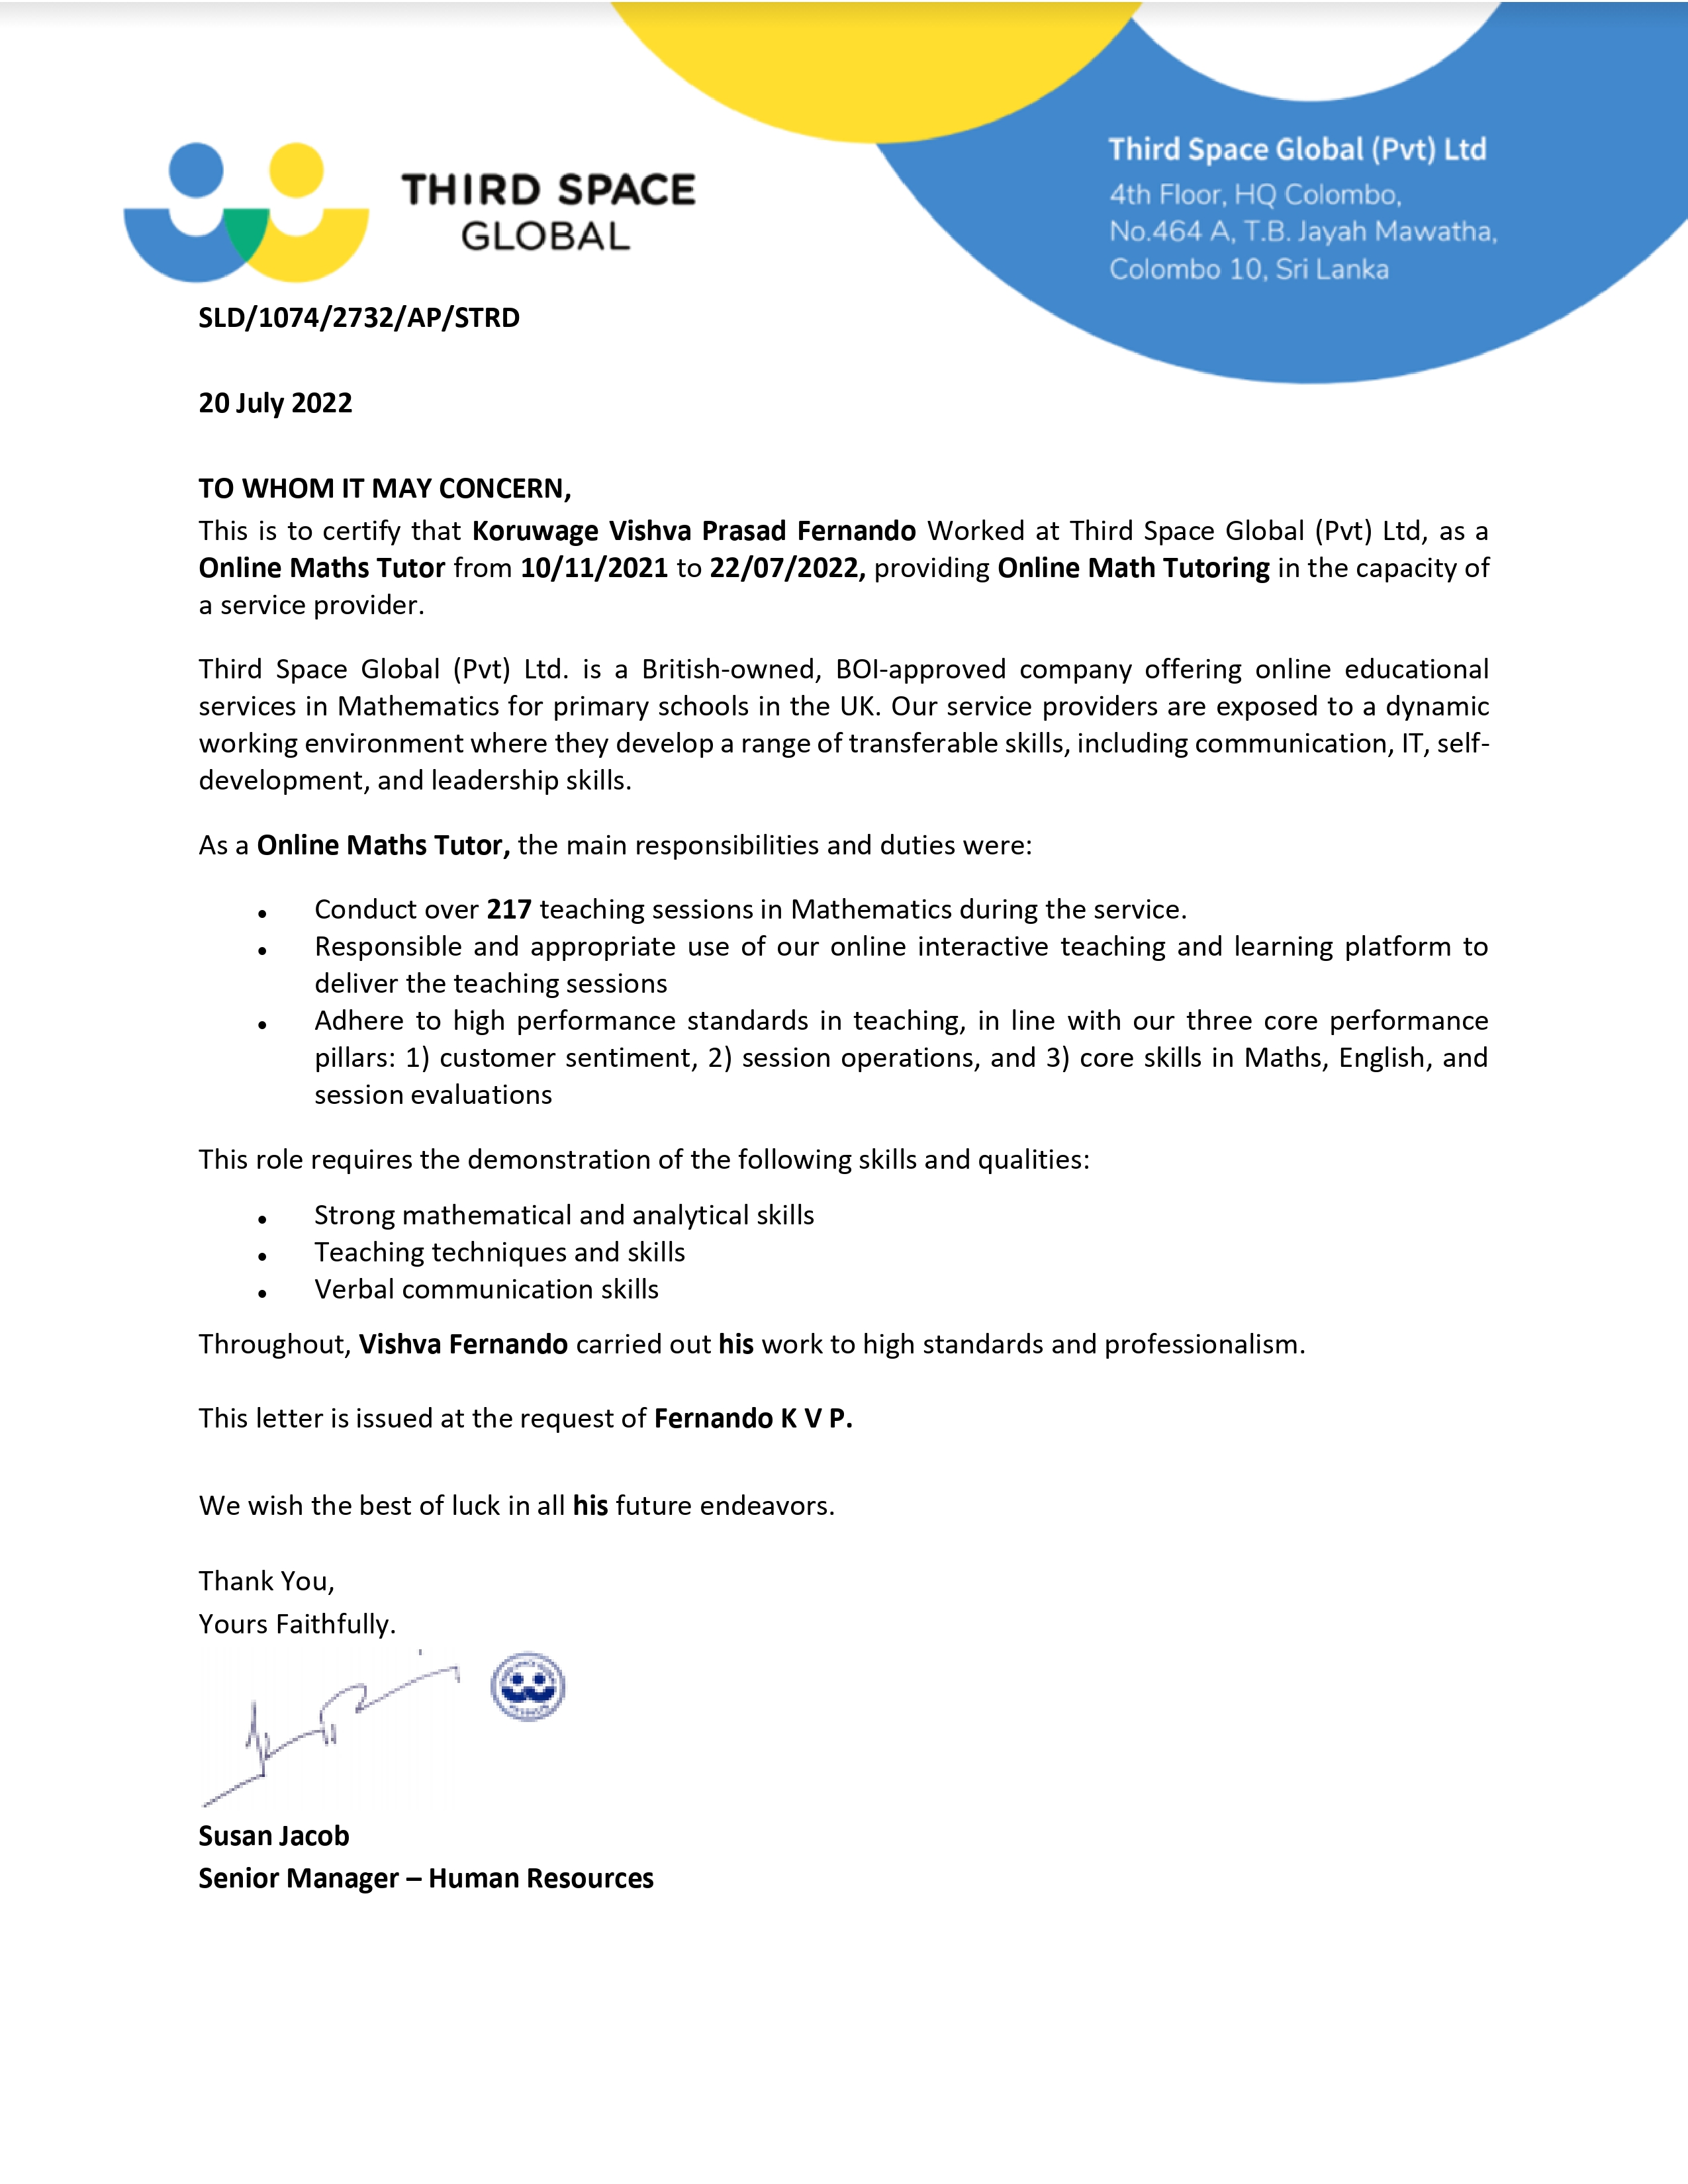 THIRD SPACE
GLOBAL
Third Space Global (Pvt) Ltd
4th Floor, HQ Colombo,
No.464 A, T.B. Jayah Mawatha,
Colombo 10, Sri Lanka
SLD/1074/2732/AP/STRD
20 July 2022
TO WHOM IT MAY CONCERN,
This is to certify that Koruwage Vishva Prasad Fernando Worked at Third Space Global (Pvt) Ltd, as a
Online Maths Tutor from 10/11/2021 to 22/07/2022, providing Online Math Tutoring in the capacity of
a service provider.
Third Space Global (Pvt) Ltd. is a British-owned, BOI-approved company offering online educational
services in Mathematics for primary schools in the UK. Our service providers are exposed to a dynamic
working environment where they develop a range of transferable skills, including communication, IT, self-
development, and leadership skills.
As a Online Maths Tutor, the main responsibilities and duties were:
• Conduct over 217 teaching sessions in Mathematics during the service.
• Responsible and appropriate use of our online interactive teaching and learning platform to
deliver the teaching sessions
• Adhere to high performance standards in teaching, in line with our three core performance
pillars: 1) customer sentiment, 2) session operations, and 3) core skills in Maths, English, and
session evaluations
This role requires the demonstration of the following skills and qualities:
• Strong mathematical and analytical skills
• Teaching techniques and skills
• Verbal communication skills
Throughout, Vishva Fernando carried out his work to high standards and professionalism.
This letter is issued at the request of Fernando K V P.
We wish the best of luck in all his future endeavors.
Thank You,
Yours Faithfully.
Susan Jacob
Senior Manager – Human Resources